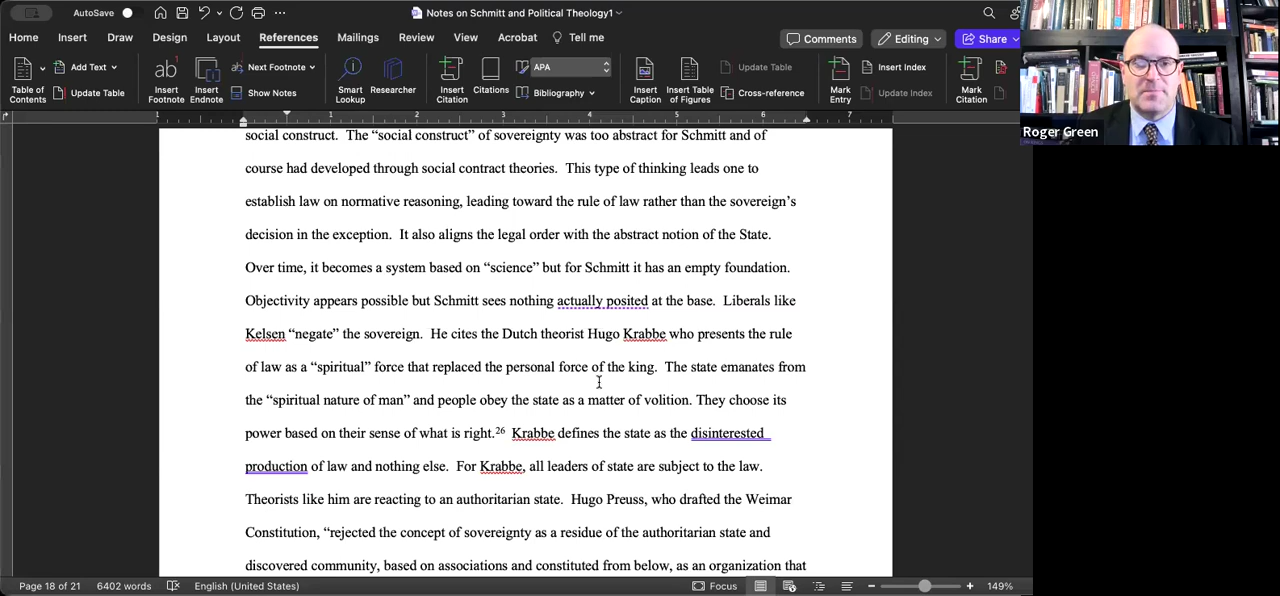 AutoSave
Notes on Schmitt and Political Theology1
Home Insert Draw Design Layout References Mailings Review View Acrobat Tell me
Comments Editing Share
Table of Contents
Add Text
Update Table
ab
Insert Footnote
Insert Endnote
Next Footnote
Show Notes
Smart Lookup
Researcher
Insert Citation
Citations
APA
Bibliography
Insert Caption
Insert Table of Figures
Update Table
Cross-reference
Mark Entry
Insert Index
Update Index
Mark Citation
1 1 2 3 4 5 6 7
Roger Green
social construct. The “social construct” of sovereignty was too abstract for Schmitt and of
course had developed through social contract theories. This type of thinking leads one to
establish law on normative reasoning, leading toward the rule of law rather than the sovereign’s
decision in the exception. It also aligns the legal order with the abstract notion of the State.
Over time, it becomes a system based on “science” but for Schmitt it has an empty foundation.
Objectivity appears possible but Schmitt sees nothing actually posited at the base. Liberals like
Kelsen “negate” the sovereign. He cites the Dutch theorist Hugo Krabbe who presents the rule
of law as a “spiritual” force that replaced the personal force of the king. The state emanates from
the “spiritual nature of man” and people obey the state as a matter of volition. They choose its
power based on their sense of what is right.26 Krabbe defines the state as the disinterested
production of law and nothing else. For Krabbe, all leaders of state are subject to the law.
Theorists like him are reacting to an authoritarian state. Hugo Preuss, who drafted the Weimar
Constitution, “rejected the concept of sovereignty as a residue of the authoritarian state and
discovered community, based on associations and constituted from below, as an organization that
Page 18 of 21 6402 words English (United States) Focus 149%